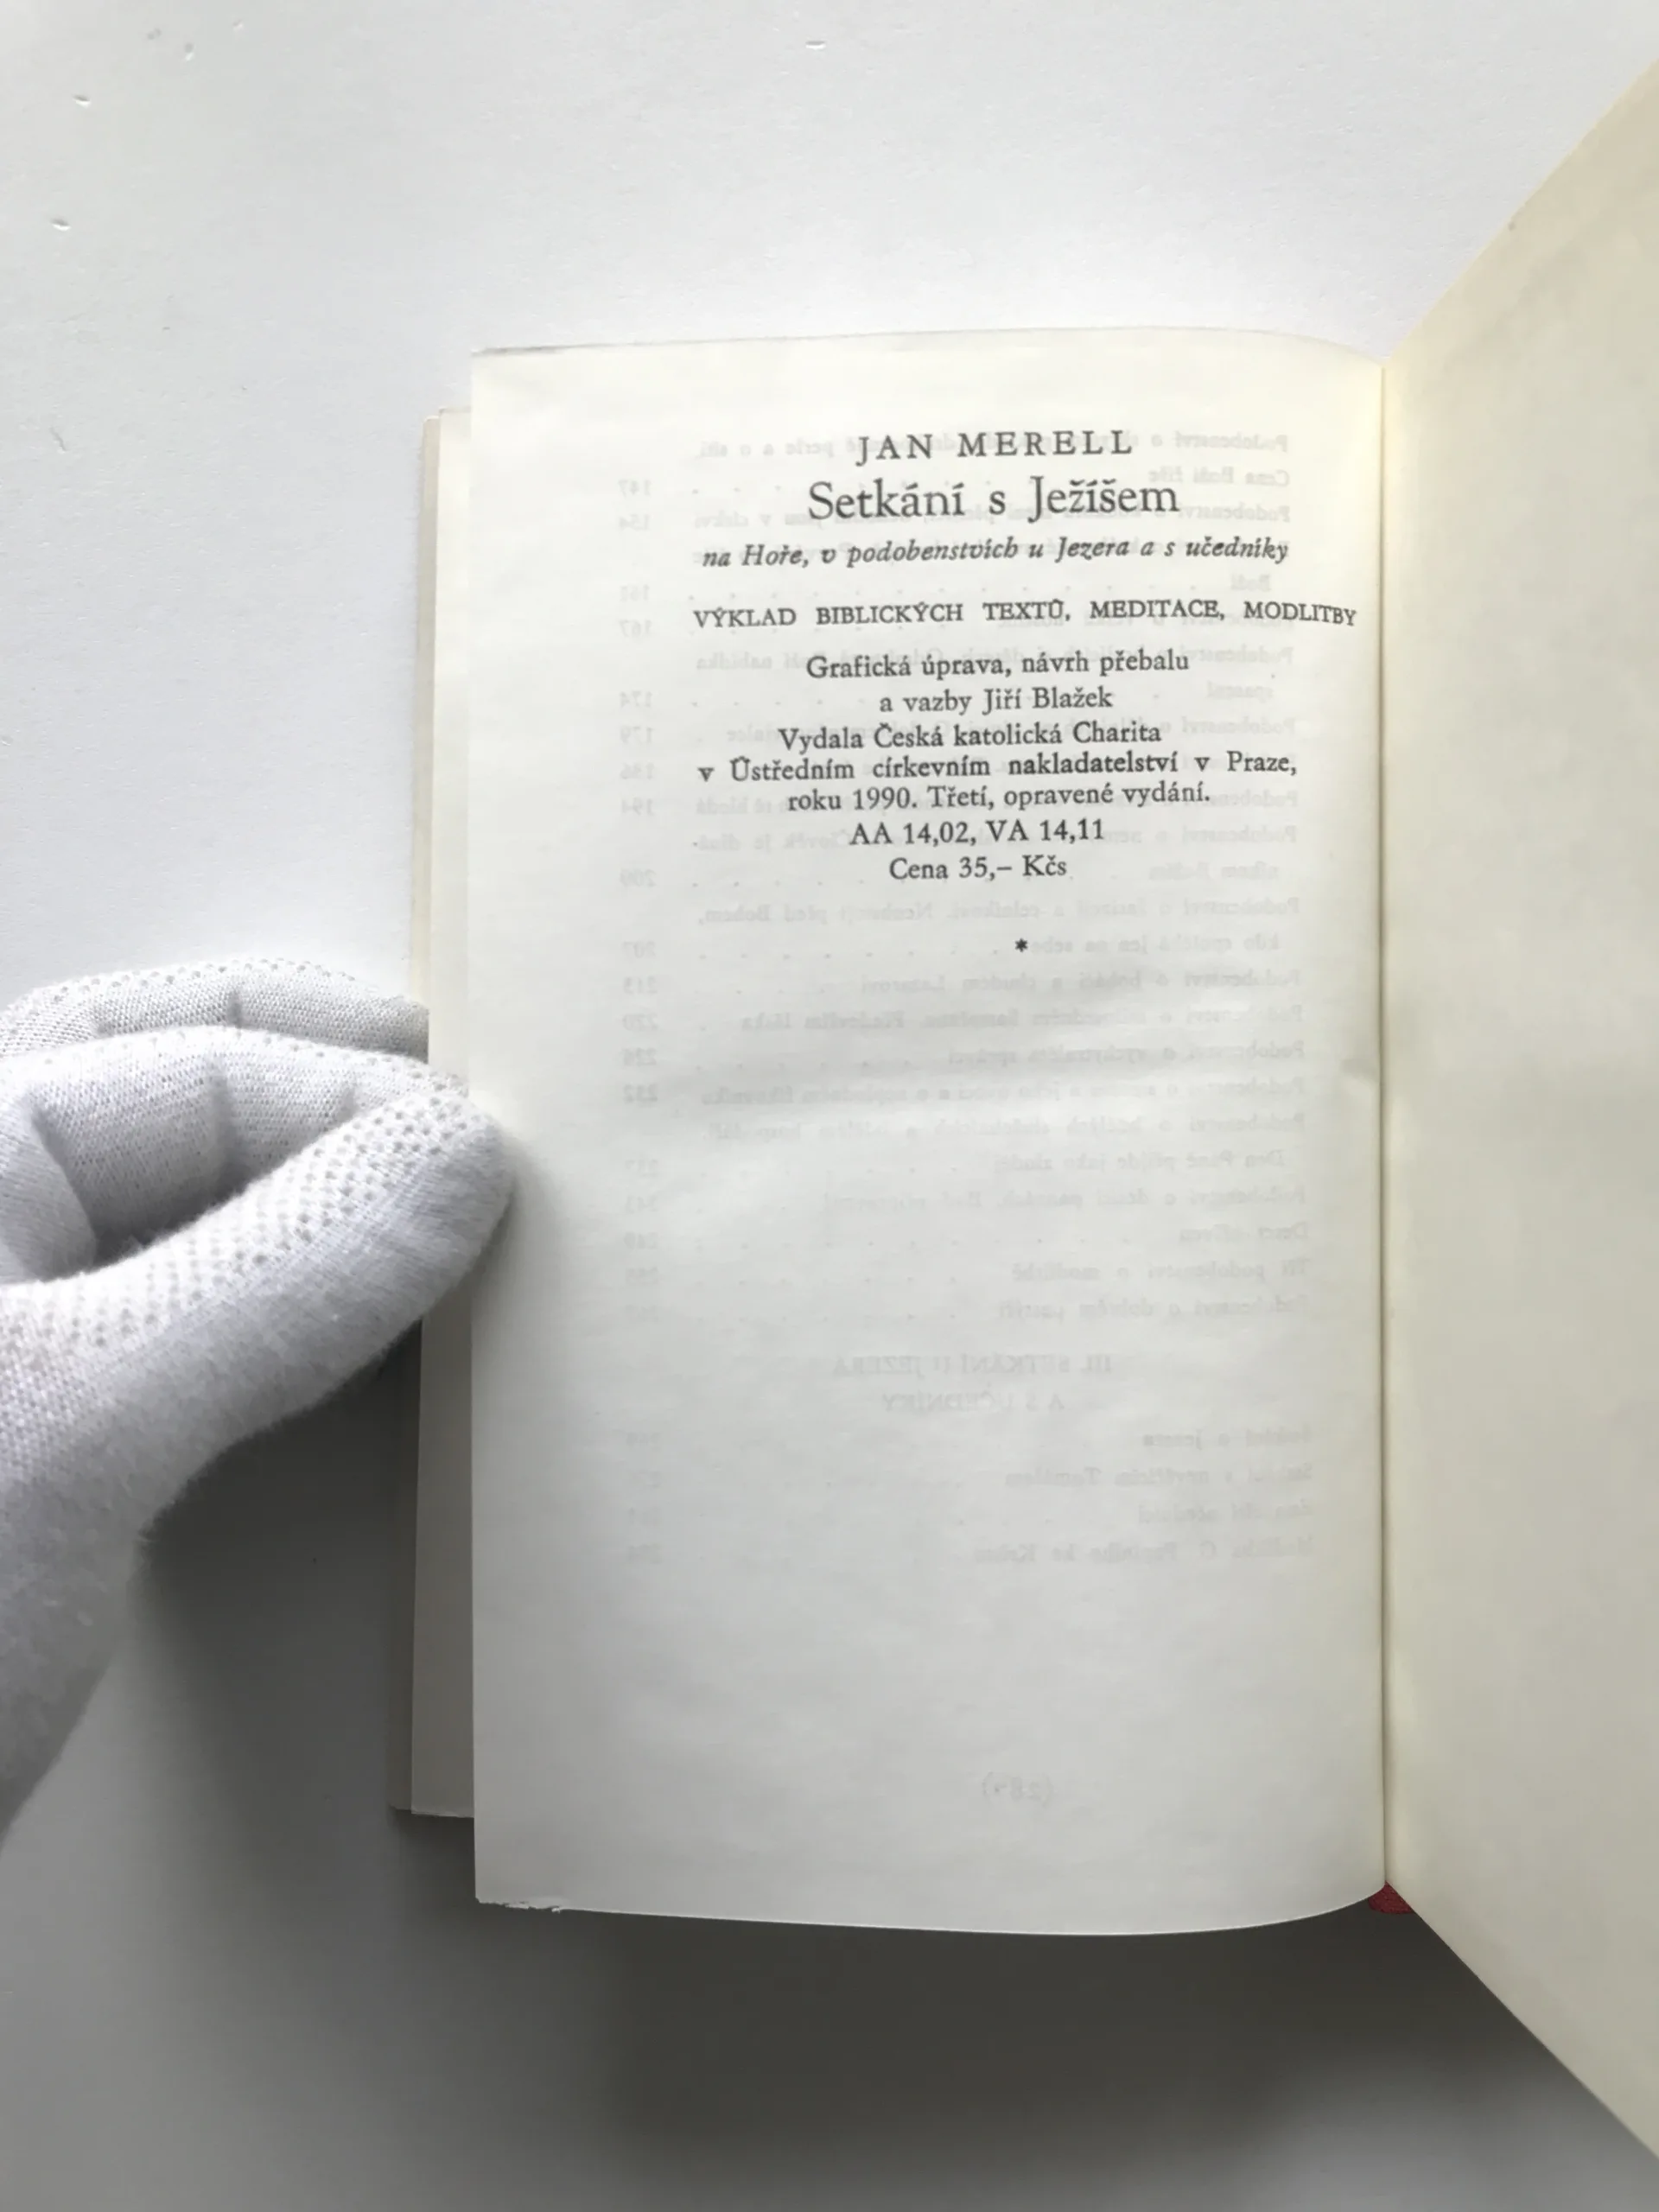 JAN MERELL
Setkání s Ježíšem
na Hoře, v podobenstvích u Jezera a s učedníky
VÝKLAD BIBLICKÝCH TEXTŮ, MEDITACE, MODLITBY
Grafická úprava, návrh přebalu
a vazby Jiří Blažek
Vydala Česká katolická Charita
v Ústředním církevním nakladatelství v Praze,
roku 1990. Třetí, opravené vydání.
AA 14,02, VA 14,11
Cena 35,– Kčs
*